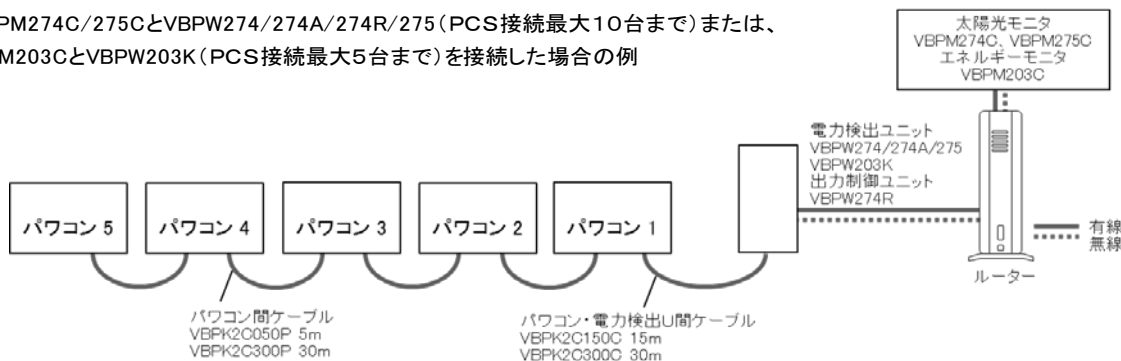 PM274C/275CとVBPW274/274A/274R/275(PCS接続最大10台まで)または、
M203CとVBPW203K(PCS接続最大5台まで)を接続した場合の例
太陽光モニタ
VBPM274C、VBPM275C
エネルギーモニタ
VBPM203C
電力検出ユニット
VBPW274/274A/275
VBPW203K
出力制御ユニット
VBPW274R
パワコン 5
パワコン 4
パワコン 3
パワコン 2
パワコン 1
有線
無線
ルーター
パワコン間ケーブル
VBPK2C050P 5m
VBPK2C300P 30m
パワコン・電力検出U間ケーブル
VBPK2C150C 15m
VBPK2C300C 30m